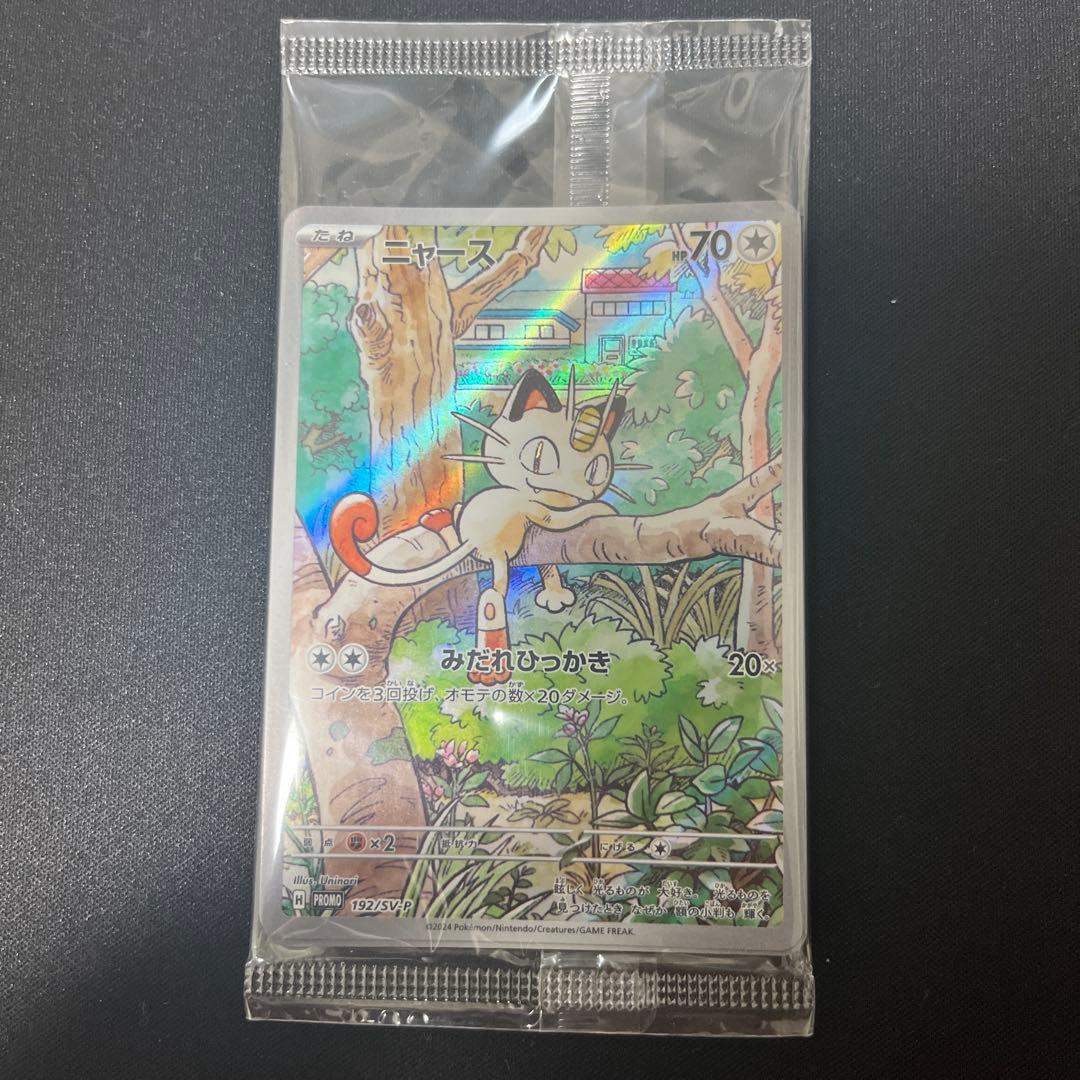 たね ニャース HP70
みだれひっかき 20×
コインを3回投げ、オモテの数×20ダメージ。
弱点 ×2 抵抗力 にげる
Illus. Uninori
眩しく 光るものが 大好き。 光るものを
見つけたとき なぜか 額の小判も 輝く。
H PROMO 192/SV-P
©2024 Pokémon/Nintendo/Creatures/GAME FREAK.